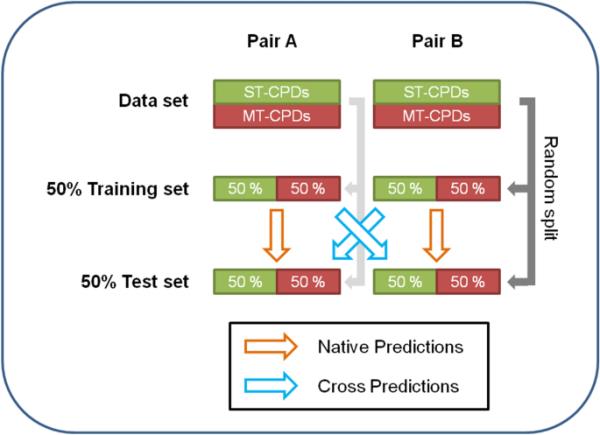 Pair A
Pair B
Data set
ST-CPDs
ST-CPDs
MT-CPDs
MT-CPDs
50% Training set
50 %
50 %
50 %
50 %
Random split
50% Test set
50 %
50 %
50 %
50 %
Native Predictions
Cross Predictions